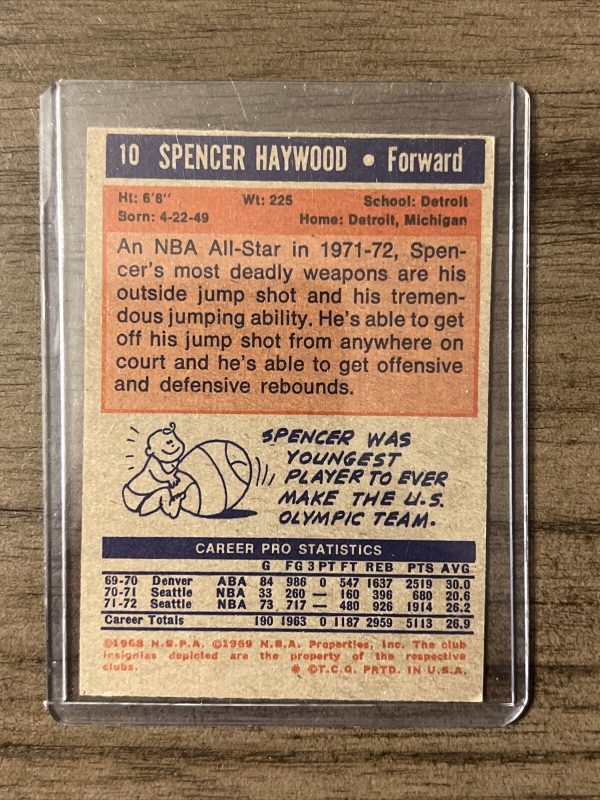 10 SPENCER HAYWOOD • Forward
Ht: 6'8" Wt: 225 School: Detroit
Born: 4-22-49 Home: Detroit, Michigan
An NBA All-Star in 1971-72, Spen-
cer's most deadly weapons are his
outside jump shot and his tremen-
dous jumping ability. He's able to get
off his jump shot from anywhere on
court and he's able to get offensive
and defensive rebounds.
SPENCER WAS
YOUNGEST
PLAYER TO EVER
MAKE THE U.S.
OLYMPIC TEAM.
CAREER PRO STATISTICS
G FG 3 PT FT REB PTS AVG
69-70 Denver ABA 84 986 0 547 1637 2519 30.0
70-71 Seattle NBA 33 260 — 160 396 680 20.6
71-72 Seattle NBA 73 717 — 480 926 1914 26.2
Career Totals 190 1963 0 1187 2959 5113 26.9
©1968 N.B.P.A. ©1969 N.B.A. Properties, Inc. The club
insignias depicted are the property of the respective
clubs. * ©T.C.G. PRTD. IN U.S.A.